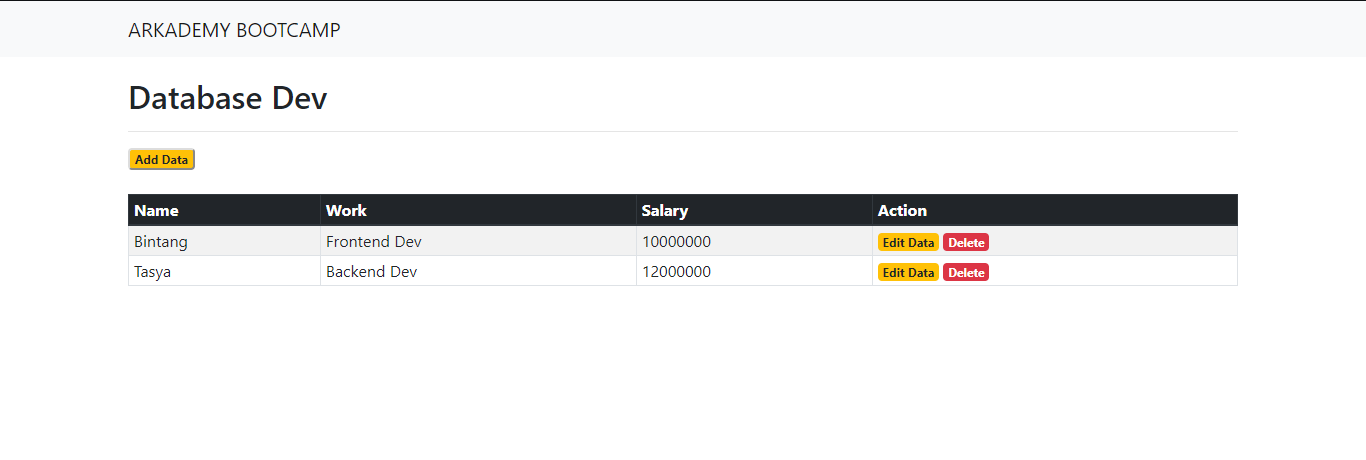 ARKADEMY BOOTCAMP
Database Dev
Add Data
Name Work Salary Action
Bintang Frontend Dev 10000000 Edit Data Delete
Tasya Backend Dev 12000000 Edit Data Delete